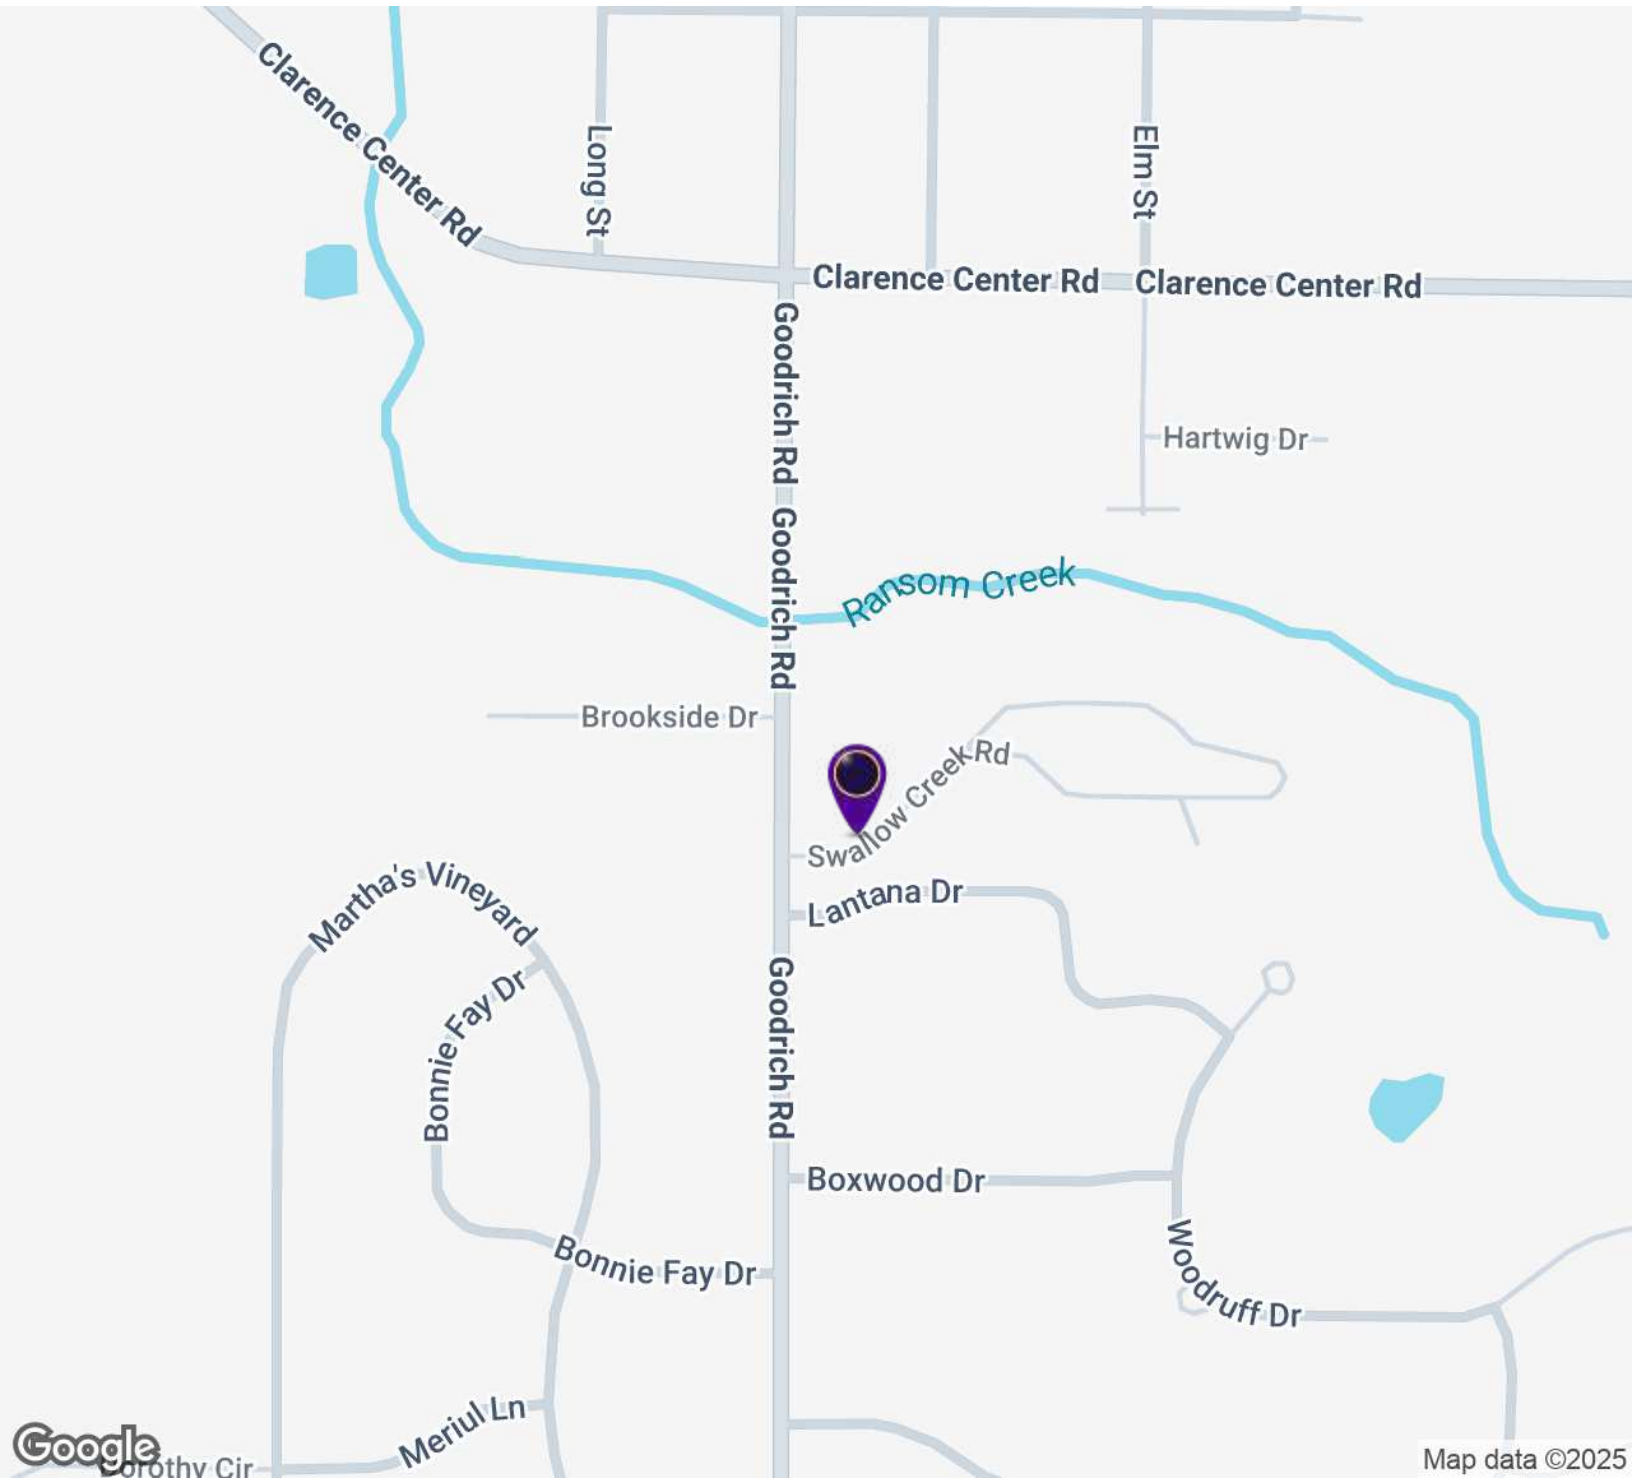 Clarence Center Rd
Long St
Elm St
Clarence Center Rd
Clarence Center Rd
Goodrich Rd
Hartwig Dr
Goodrich Rd
Ransom Creek
Brookside Dr
Swallow Creek Rd
Martha's Vineyard
Lantana Dr
Goodrich Rd
Bonnie Fay Dr
Boxwood Dr
Bonnie Fay Dr
Woodruff Dr
Meriul Ln
Google
Dorothy Cir
Map data ©2025